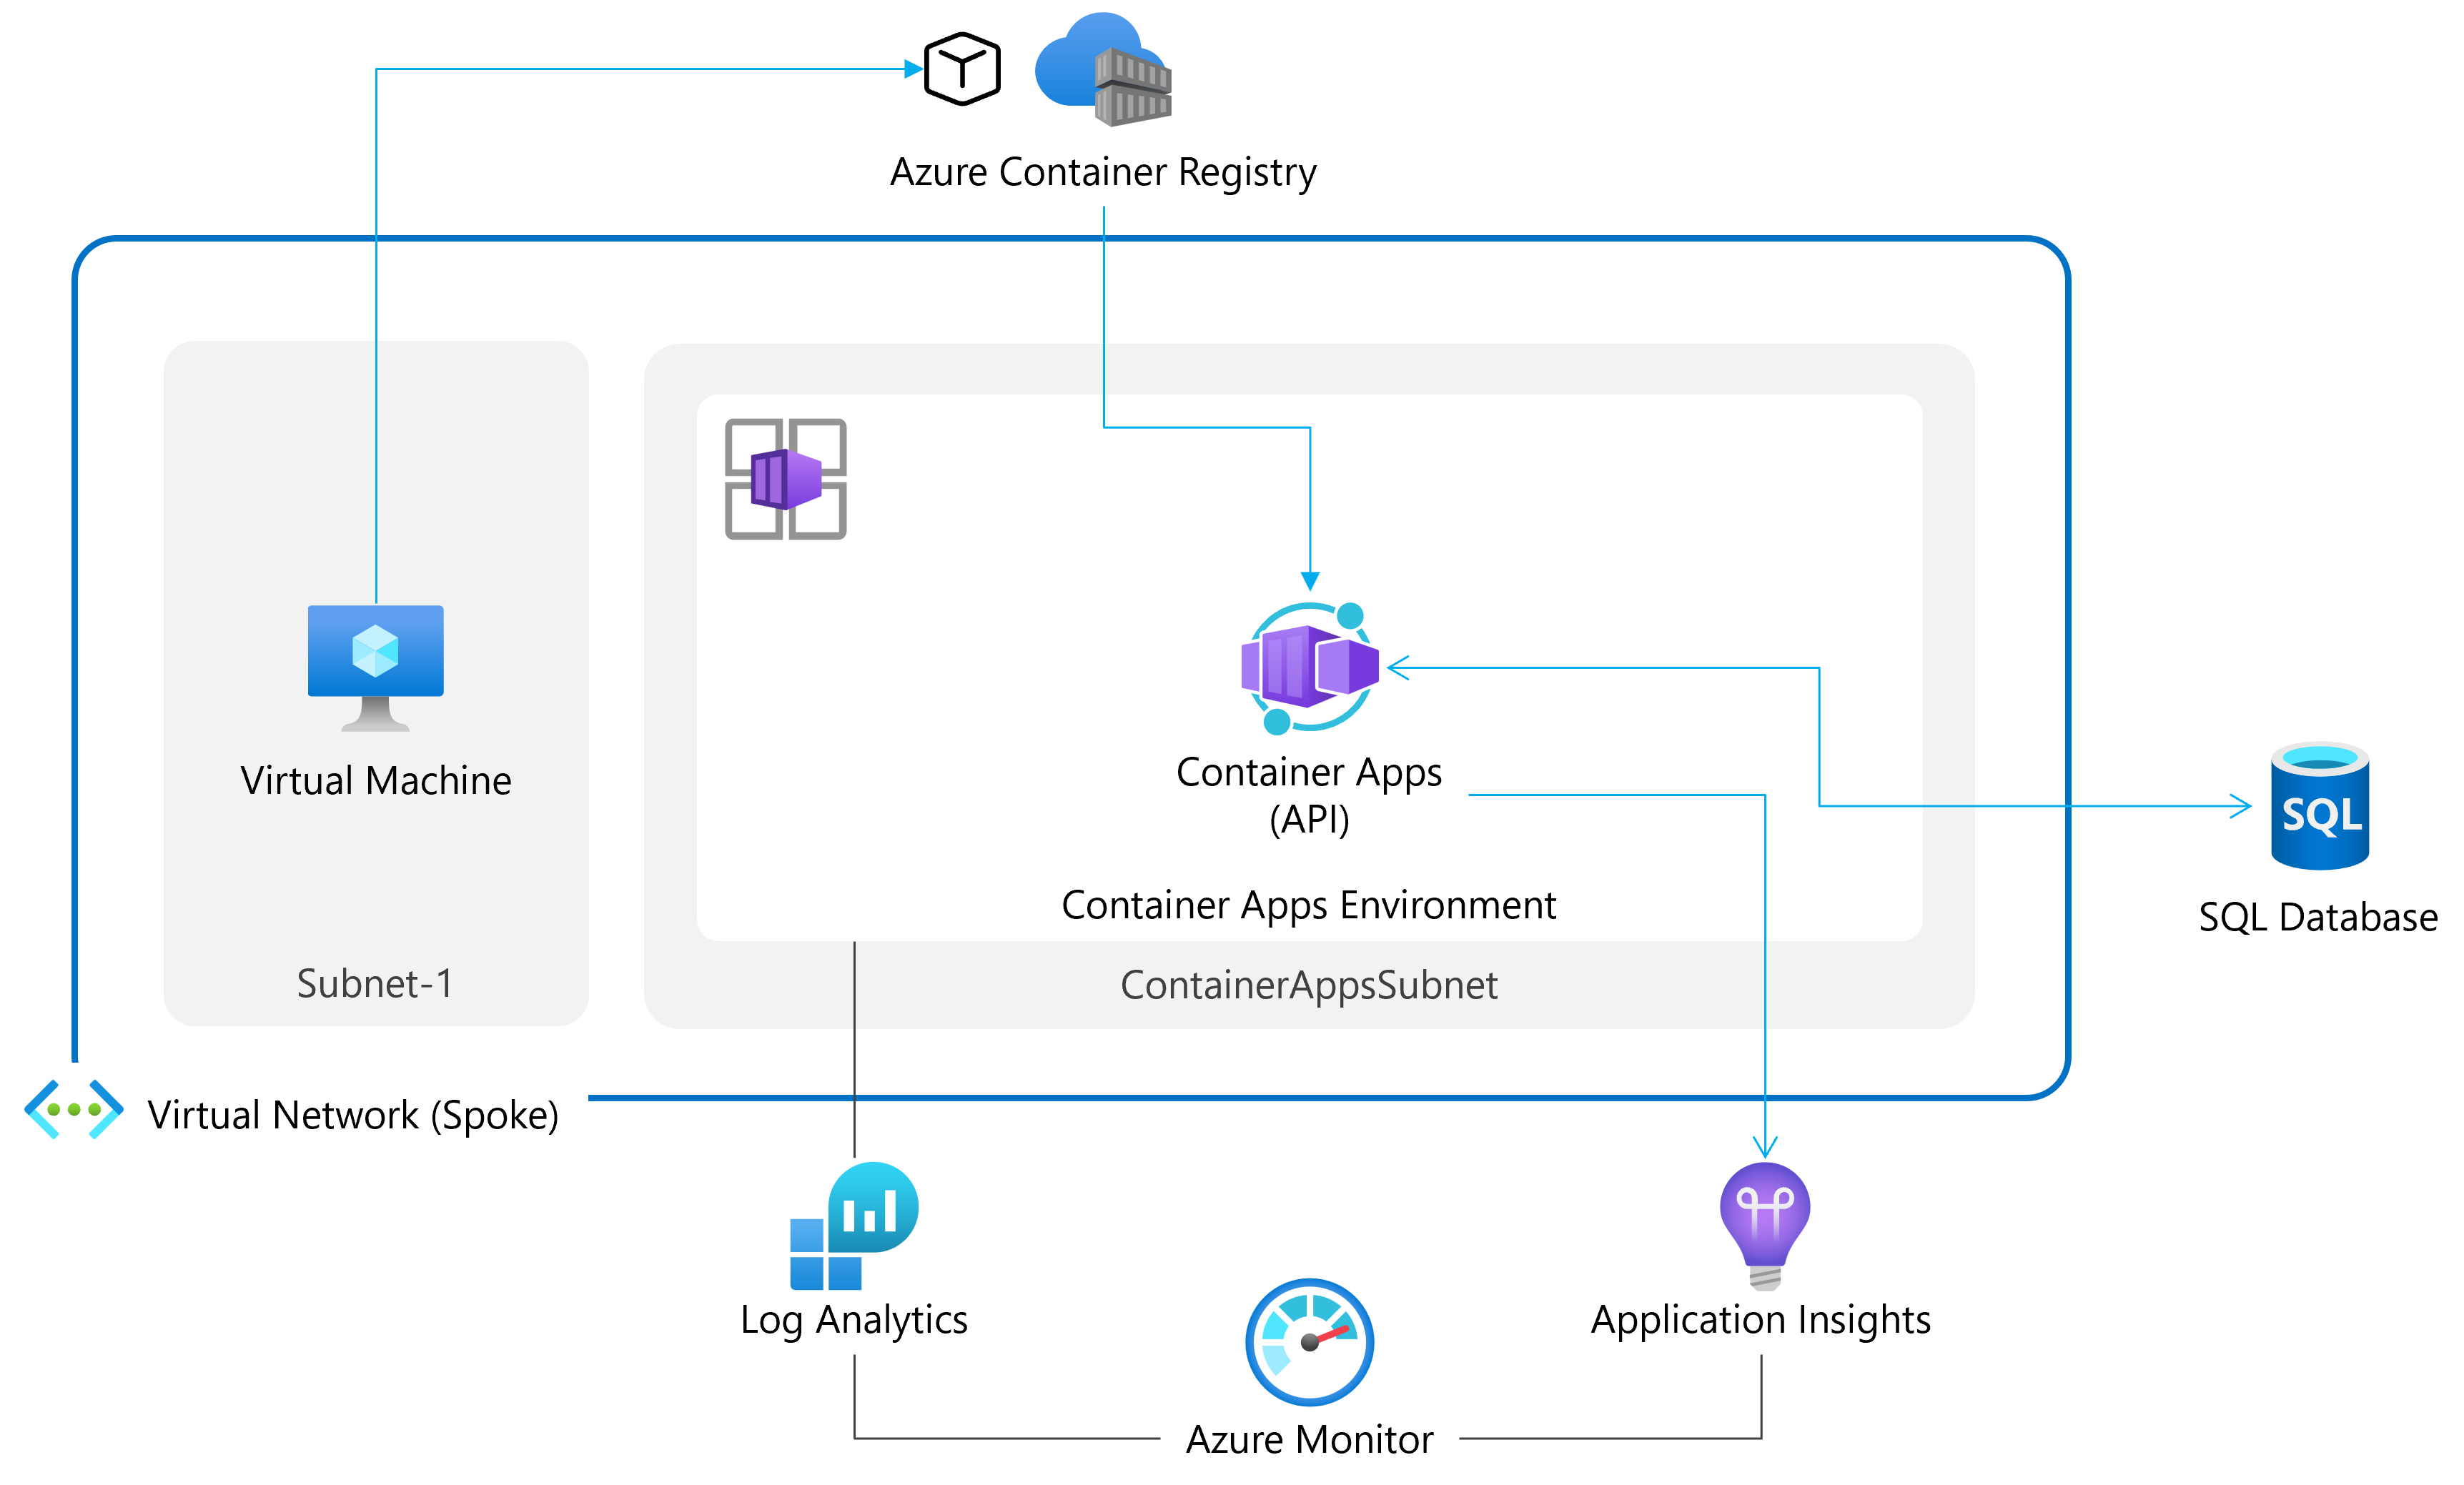 Azure Container Registry
Virtual Machine
Subnet-1
Container Apps
(API)
Container Apps Environment
ContainerAppsSubnet
SQL
SQL Database
Virtual Network (Spoke)
Log Analytics
Application Insights
Azure Monitor